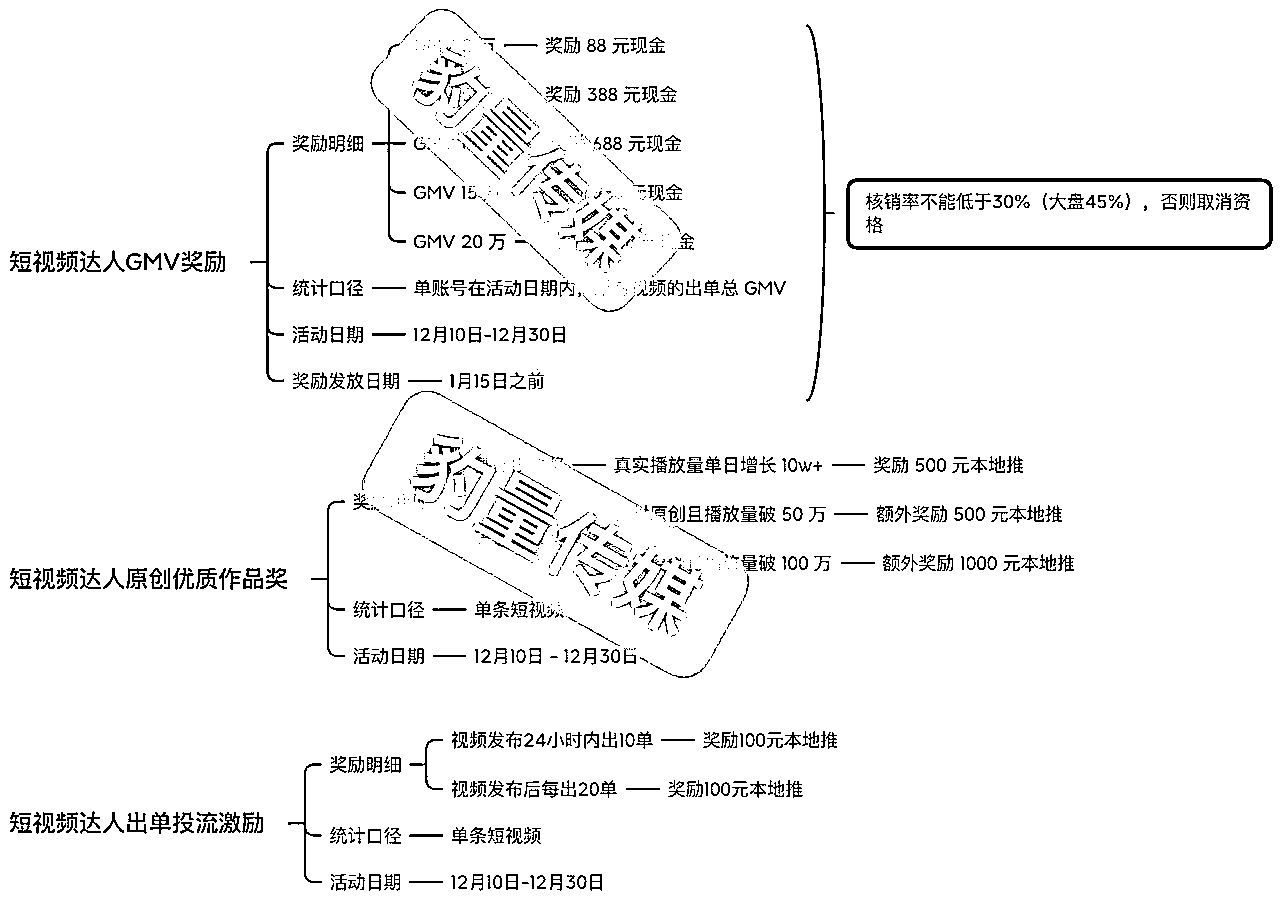 万 奖励 88 元现金
奖励 388 元现金
奖励明细 688 元现金
GMV 15 元现金
GMV 20 万 金
短视频达人GMV奖励
核销率不能低于30%（大盘45%），否则取消资
格
统计口径 单账号在活动日期内, 视频的出单总 GMV
活动日期 12月10日-12月30日
奖励发放日期 1月15日之前
豹量传媒
真实播放量单日增长 10w+ 奖励 500 元本地推
奖 原创且播放量破 50 万 额外奖励 500 元本地推
量破 100 万 额外奖励 1000 元本地推
短视频达人原创优质作品奖
统计口径 单条短视频
活动日期 12月10日 - 12月30日
豹量传媒
视频发布24小时内出10单 奖励100元本地推
奖励明细
视频发布后每出20单 奖励100元本地推
短视频达人出单投流激励
统计口径 单条短视频
活动日期 12月10日-12月30日